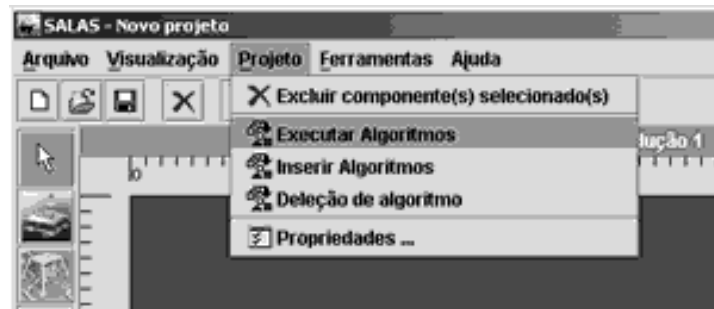 SALAS - Novo projeto
Arquivo Visualização Projeto Ferramentas Ajuda
Excluir componente(s) selecionado(s)
Executar Algoritmos
lução 1
Inserir Algoritmos
0
Deleção de algoritmo
Propriedades ...